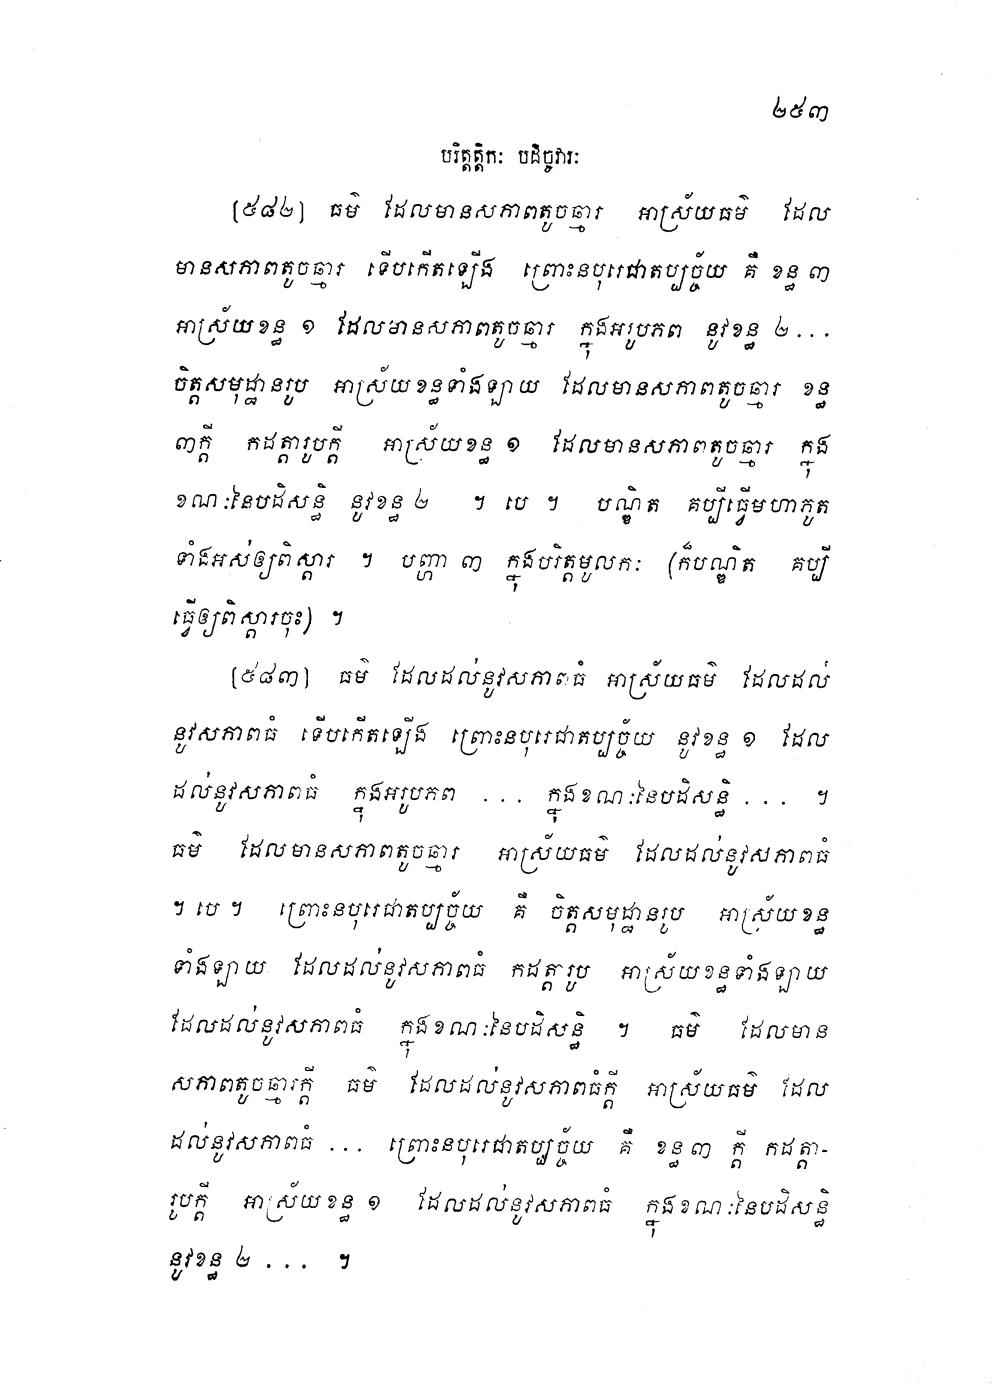 ២៥៣
បរិត្តត្តិកៈ បដិច្ចវារៈ
[៥៨២] ធម៌ ដែលមានសភាពតូចឆ្មារ អាស្រ័យធម៌ ដែល
មានសភាពតូចឆ្មារ ទើបកើតឡើង ព្រោះនបុរេជាតប្បច្ច័យ គឺ ខន្ធ ៣
អាស្រ័យខន្ធ ១ ដែលមានសភាពតូចឆ្មារ ក្នុងអរូបភព នូវខន្ធ ២ . . .
ចិត្តសមុដ្ឋានរូប អាស្រ័យខន្ធទាំងឡាយ ដែលមានសភាពតូចឆ្មារ ខន្ធ
៣ក្តី កដត្តារូបក្តី អាស្រ័យខន្ធ ១ ដែលមានសភាពតូចឆ្មារ ក្នុង
ខណៈនៃបដិសន្ធិ នូវខន្ធ ២ ។ បេ ។ បណ្ឌិត គប្បីធ្វើមហាភូត
ទាំងអស់ឲ្យពិស្តារ ។ បញ្ហា ៣ ក្នុងបរិត្តមូលកៈ (ក៏បណ្ឌិត គប្បី
ធ្វើឲ្យពិស្តារចុះ) ។
[៥៨៣] ធម៌ ដែលដល់នូវសភាពធំ អាស្រ័យធម៌ ដែលដល់
នូវសភាពធំ ទើបកើតឡើង ព្រោះនបុរេជាតប្បច្ច័យ នូវខន្ធ ១ ដែល
ដល់នូវសភាពធំ ក្នុងអរូបភព . . . ក្នុងខណៈនៃបដិសន្ធិ . . . ។
ធម៌ ដែលមានសភាពតូចឆ្មារ អាស្រ័យធម៌ ដែលដល់នូវសភាពធំ
។ បេ ។ ព្រោះនបុរេជាតប្បច្ច័យ គឺ ចិត្តសមុដ្ឋានរូប អាស្រ័យខន្ធ
ទាំងឡាយ ដែលដល់នូវសភាពធំ កដត្តារូប អាស្រ័យខន្ធទាំងឡាយ
ដែលដល់នូវសភាពធំ ក្នុងខណៈនៃបដិសន្ធិ ។ ធម៌ ដែលមាន
សភាពតូចឆ្មារក្តី ធម៌ ដែលដល់នូវសភាពធំក្តី អាស្រ័យធម៌ ដែល
ដល់នូវសភាពធំ . . . ព្រោះនបុរេជាតប្បច្ច័យ គឺ ខន្ធ ៣ ក្តី កដត្តា-
រូបក្តី អាស្រ័យខន្ធ ១ ដែលដល់នូវសភាពធំ ក្នុងខណៈនៃបដិសន្ធិ
នូវខន្ធ ២ . . . ។